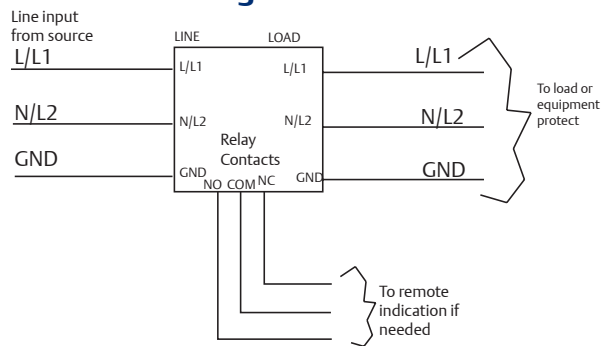 Line input
from source
LINE
LOAD
L/L1
L/L1
L/L1
L/L1
To load or
equipment
protect
N/L2
N/L2
N/L2
N/L2
Relay
Contacts
GND
GND
GND
GND
NO
COM
NC
To remote
indication if
needed